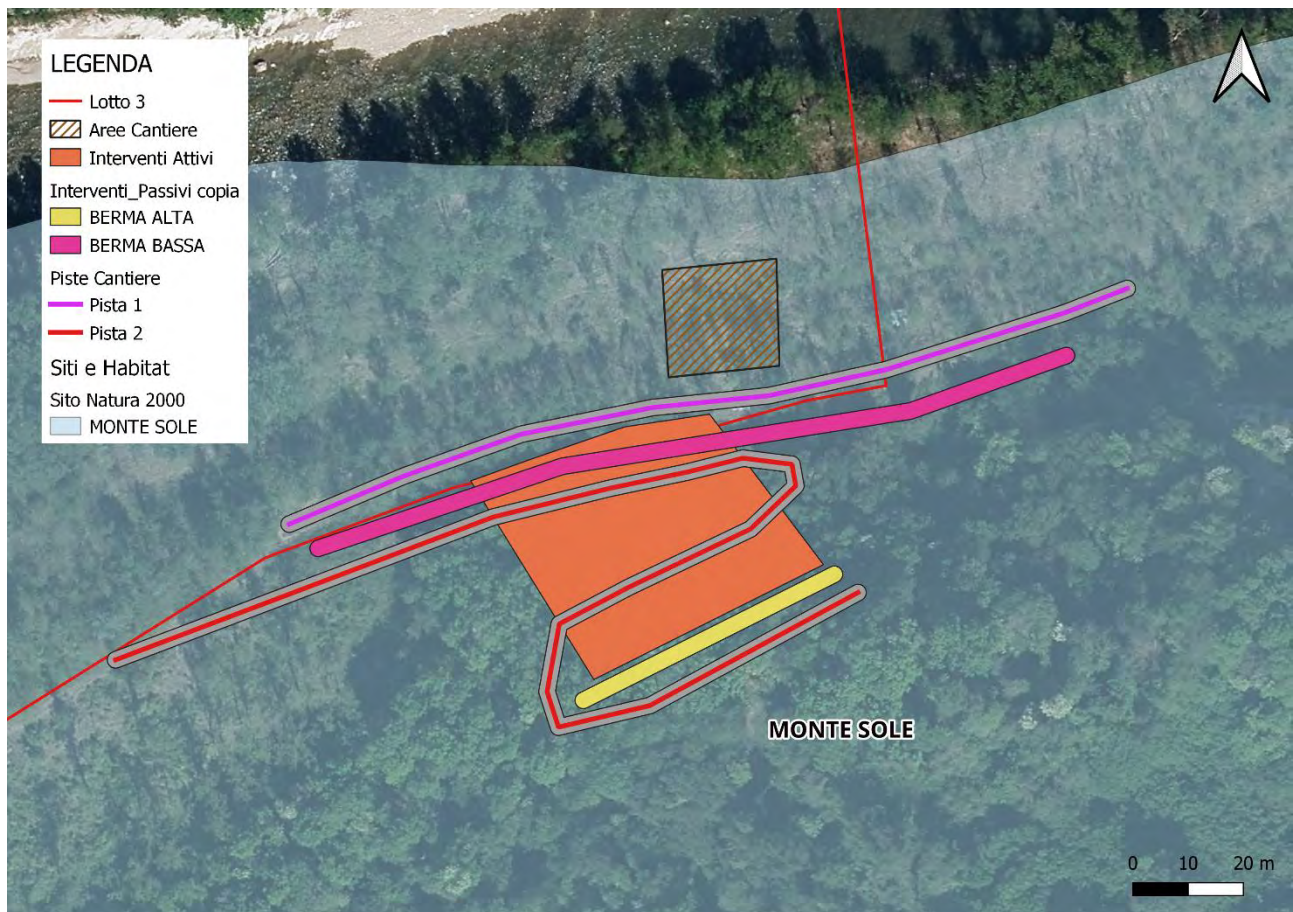 LEGENDA
Lotto 3
Aree Cantiere
Interventi Attivi
Interventi_Passivi copia
BERMA ALTA
BERMA BASSA
Piste Cantiere
Pista 1
Pista 2
Siti e Habitat
Sito Natura 2000
MONTE SOLE
MONTE SOLE
0 10 20 m